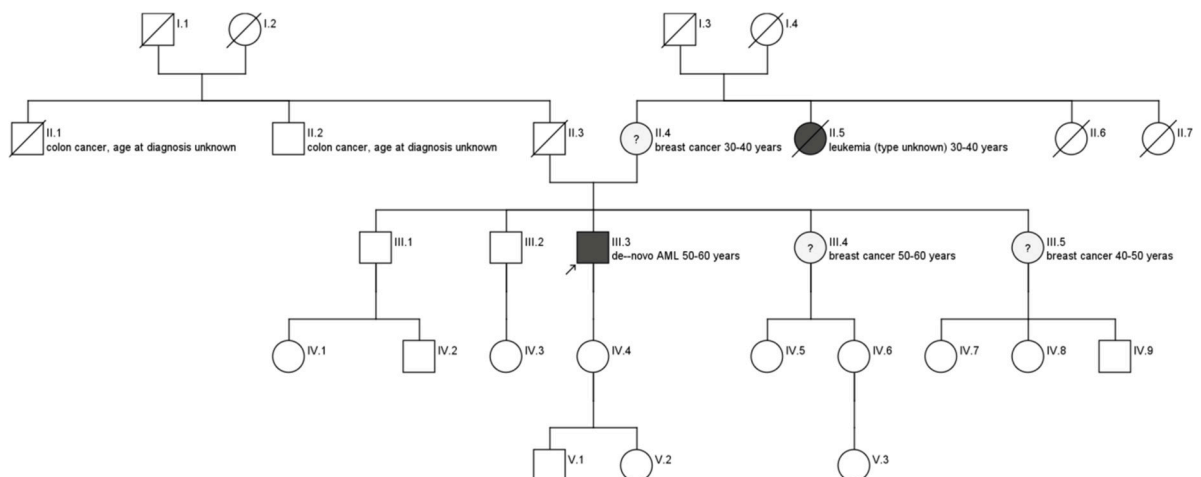 I.1
I.2
I.3
I.4
II.1
colon cancer, age at diagnosis unknown
II.2
colon cancer, age at diagnosis unknown
II.3
?
II.4
breast cancer 30-40 years
II.5
leukemia (type unknown) 30-40 years
II.6
II.7
III.1
III.2
III.3
de--novo AML 50-60 years
?
III.4
breast cancer 50-60 years
?
III.5
breast cancer 40-50 yeras
IV.1
IV.2
IV.3
IV.4
IV.5
IV.6
IV.7
IV.8
IV.9
V.1
V.2
V.3